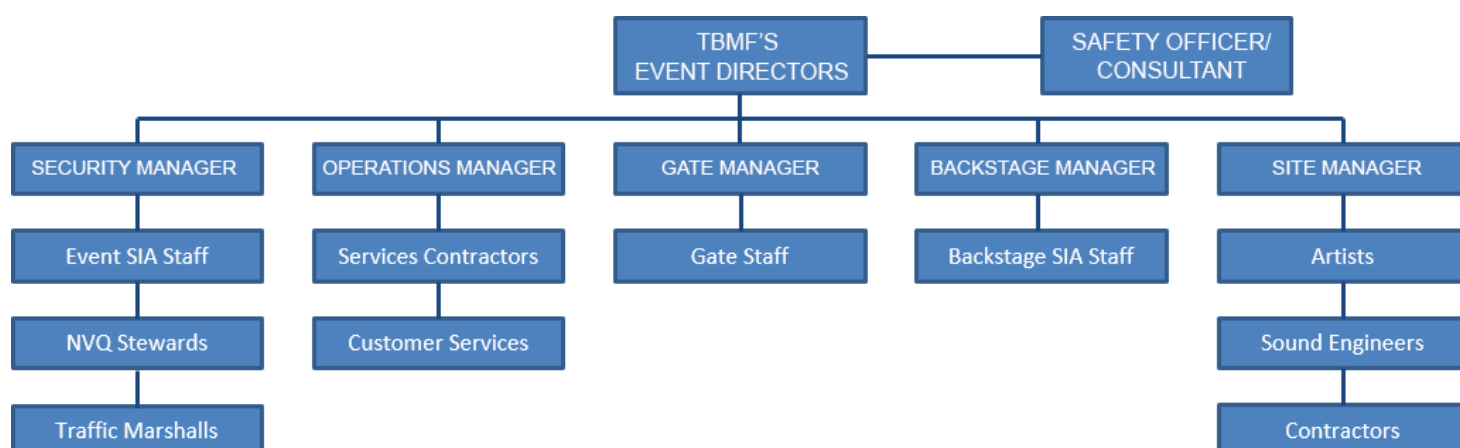 TBMF'S
EVENT DIRECTORS
SAFETY OFFICER/
CONSULTANT
SECURITY MANAGER
OPERATIONS MANAGER
GATE MANAGER
BACKSTAGE MANAGER
SITE MANAGER
Event SIA Staff
Services Contractors
Gate Staff
Backstage SIA Staff
Artists
NVQ Stewards
Customer Services
Sound Engineers
Traffic Marshalls
Contractors